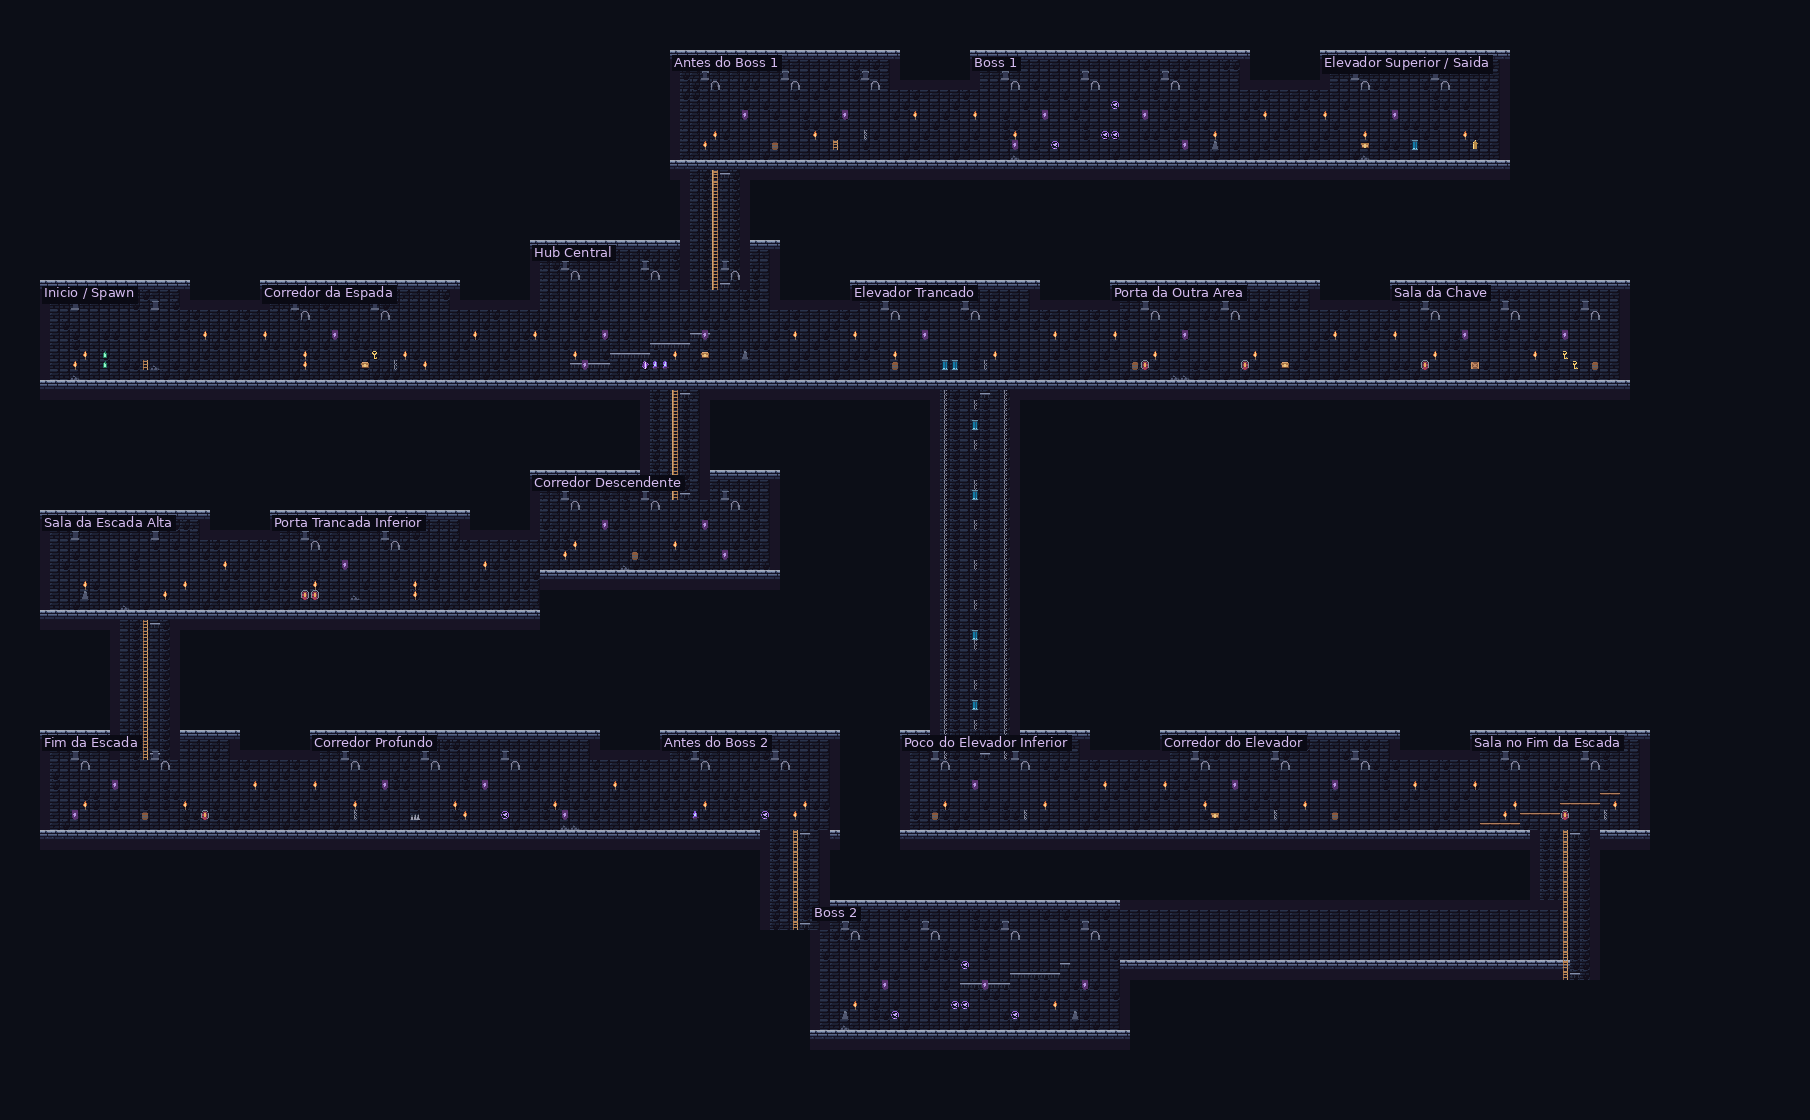 Antes do Boss 1
Boss 1
Elevador Superior / Saida
Hub Central
Inicio / Spawn
Corredor da Espada
Elevador Trancado
Porta da Outra Area
Sala da Chave
Corredor Descendente
Sala da Escada Alta
Porta Trancada Inferior
Fim da Escada
Corredor Profundo
Antes do Boss 2
Poco do Elevador Inferior
Corredor do Elevador
Sala no Fim da Escada
Boss 2